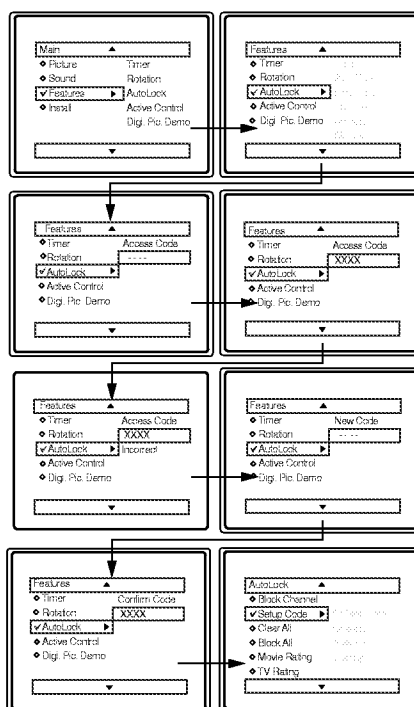 Main
Picture Timer
Sound Rotation
Features AutoLock
Install Active Control
Digi. Pic. Demo
Features
Timer
Rotation
AutoLock
Active Control
Digi. Pic. Demo
Features
Timer Access Code
Rotation - - - -
AutoLock
Active Control
Digi. Pic. Demo
Features
Timer Access Code
Rotation XXXX
AutoLock
Active Control
Digi. Pic. Demo
Features
Timer Access Code
Rotation XXXX
AutoLock Incorrect
Active Control
Digi. Pic. Demo
Features
Timer New Code
Rotation - - - -
AutoLock
Active Control
Digi. Pic. Demo
Features
Timer Confirm Code
Rotation XXXX
AutoLock
Active Control
Digi. Pic. Demo
AutoLock
Block Channel
Setup Code
Clear All
Block All
Movie Rating
TV Rating